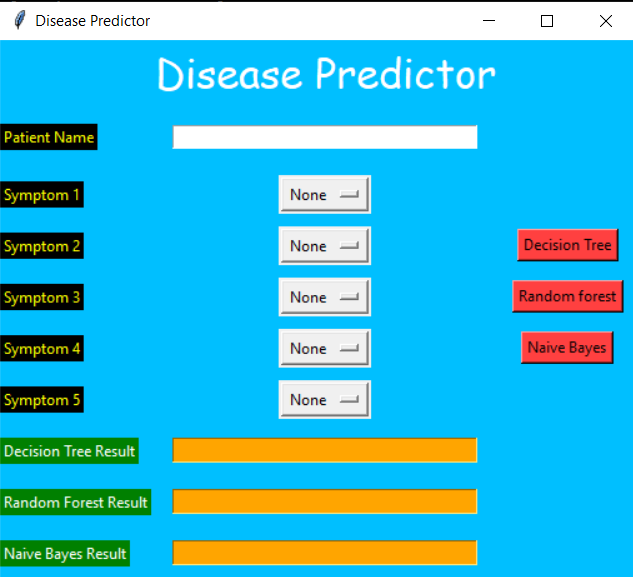 Disease Predictor
Disease Predictor
Patient Name
Symptom 1 None
Symptom 2 None Decision Tree
Symptom 3 None Random forest
Symptom 4 None Naive Bayes
Symptom 5 None
Decision Tree Result
Random Forest Result
Naive Bayes Result